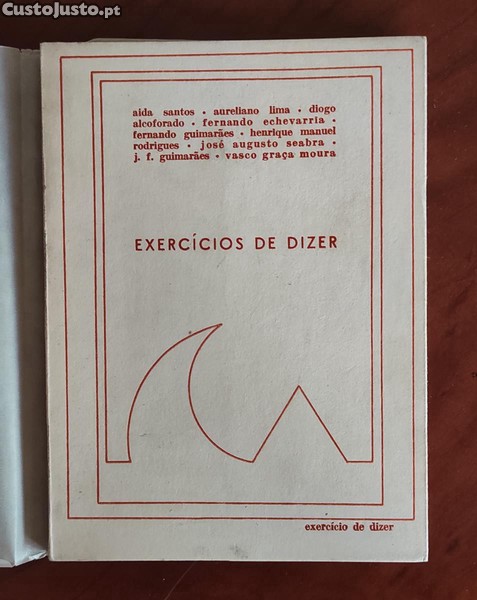 CustoJusto.pt
aida santos · aureliano lima · diogo
alcoforado · fernando echevarria ·
fernando guimarães · henrique manuel
rodrigues · josé augusto seabra ·
j. f. guimarães · vasco graça moura ·
EXERCÍCIOS DE DIZER
exercício de dizer